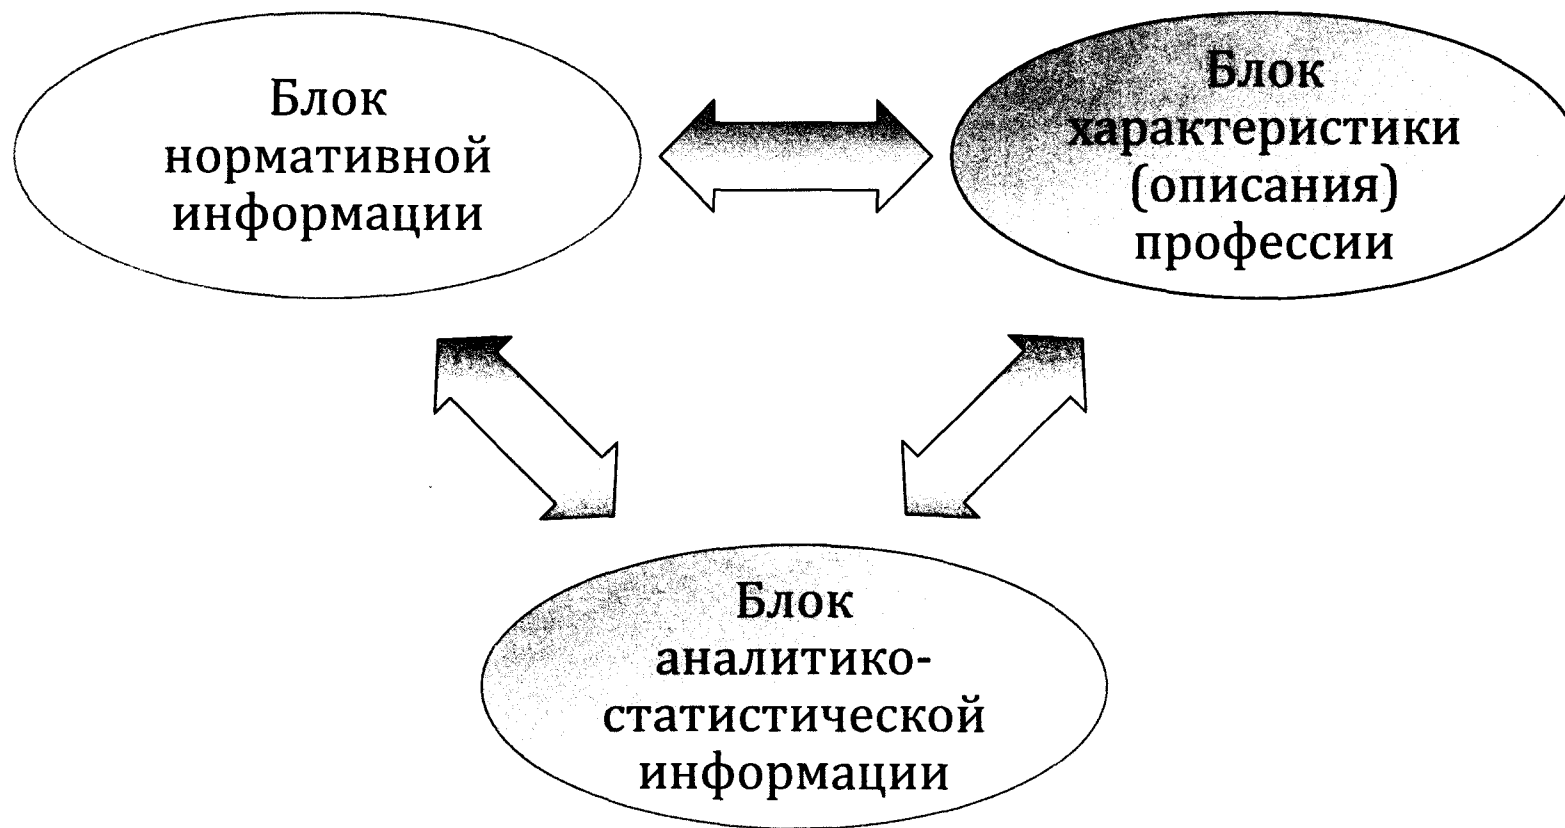 Блок
нормативной
информации
Блок
характеристики
(описания)
профессии
Блок
аналитико-
статистической
информации